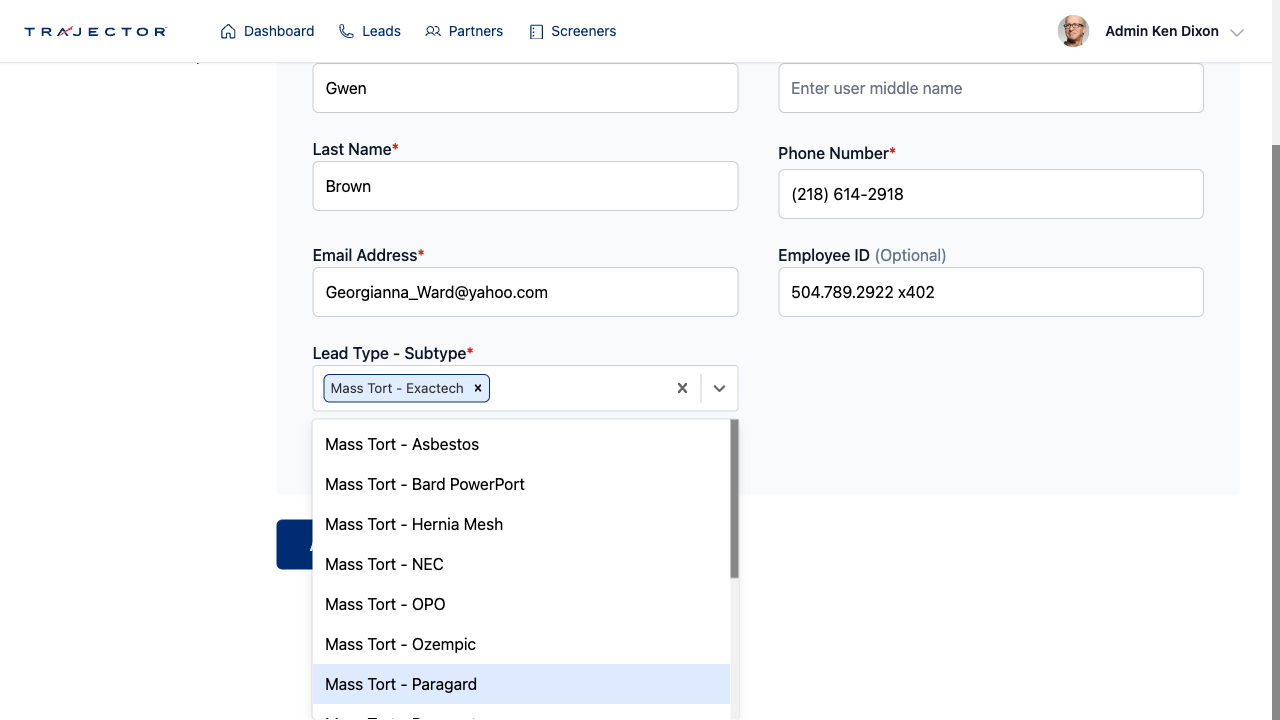 TRAJECTOR
Dashboard
Leads
Partners
Screeners
Admin Ken Dixon
Gwen
Enter user middle name
Last Name*
Phone Number*
Brown
(218) 614-2918
Email Address*
Employee ID (Optional)
Georgianna_Ward@yahoo.com
504.789.2922 x402
Lead Type - Subtype*
Mass Tort - Exactech
Mass Tort - Asbestos
Mass Tort - Bard PowerPort
Mass Tort - Hernia Mesh
Mass Tort - NEC
Mass Tort - OPO
Mass Tort - Ozempic
Mass Tort - Paragard